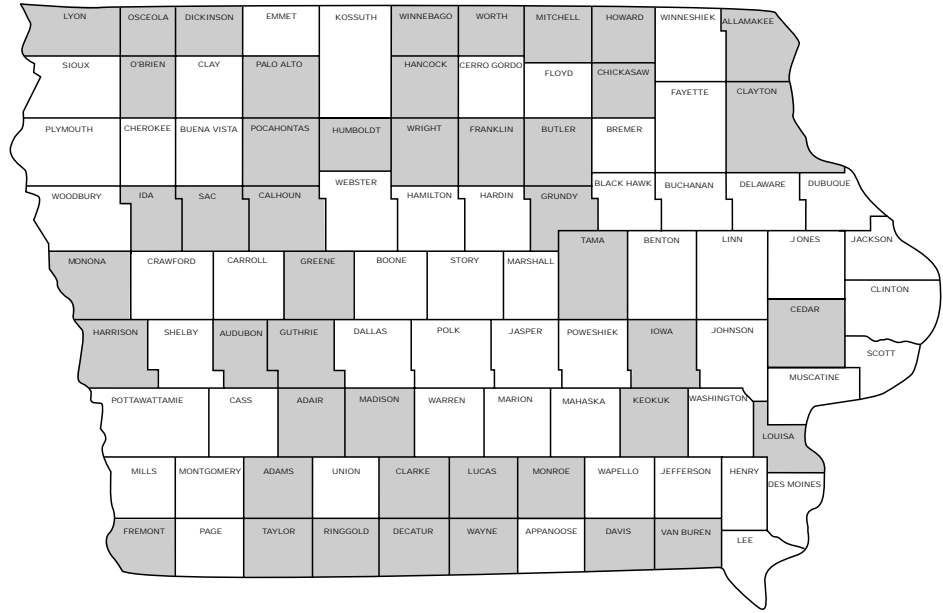 LYON OSCEOLA DICKINSON EMMET KOSSUTH WINNEBAGO WORTH MITCHELL HOWARD WINNESHIEK ALLAMAKEE
SIOUX O'BRIEN CLAY PALO ALTO HANCOCK CERRO GORDO FLOYD CHICKASAW
FAYETTE CLAYTON
PLYMOUTH CHEROKEE BUENA VISTA POCAHONTAS HUMBOLDT WRIGHT FRANKLIN BUTLER BREMER
WOODBURY IDA SAC CALHOUN WEBSTER HAMILTON HARDIN GRUNDY BLACK HAWK BUCHANAN DELAWARE DUBUQUE
TAMA BENTON LINN JONES JACKSON
MONONA CRAWFORD CARROLL GREENE BOONE STORY MARSHALL
CLINTON
CEDAR
HARRISON SHELBY AUDUBON GUTHRIE DALLAS POLK JASPER POWESHIEK IOWA JOHNSON
SCOTT
MUSCATINE
POTTAWATTAMIE CASS ADAIR MADISON WARREN MARION MAHASKA KEOKUK WASHINGTON
LOUISA
MILLS MONTGOMERY ADAMS UNION CLARKE LUCAS MONROE WAPELLO JEFFERSON HENRY
DES MOINES
FREMONT PAGE TAYLOR RINGGOLD DECATUR WAYNE APPANOOSE DAVIS VAN BUREN
LEE